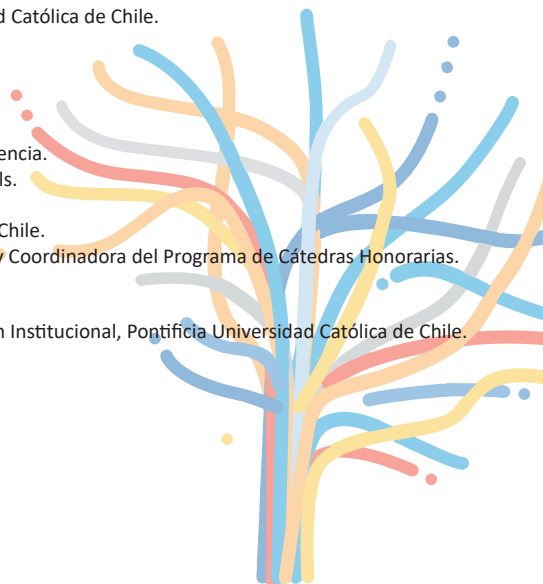 Católica de Chile.
encia.
ls.
Chile.
y Coordinadora del Programa de Cátedras Honorarias.
n Institucional, Pontificia Universidad Católica de Chile.